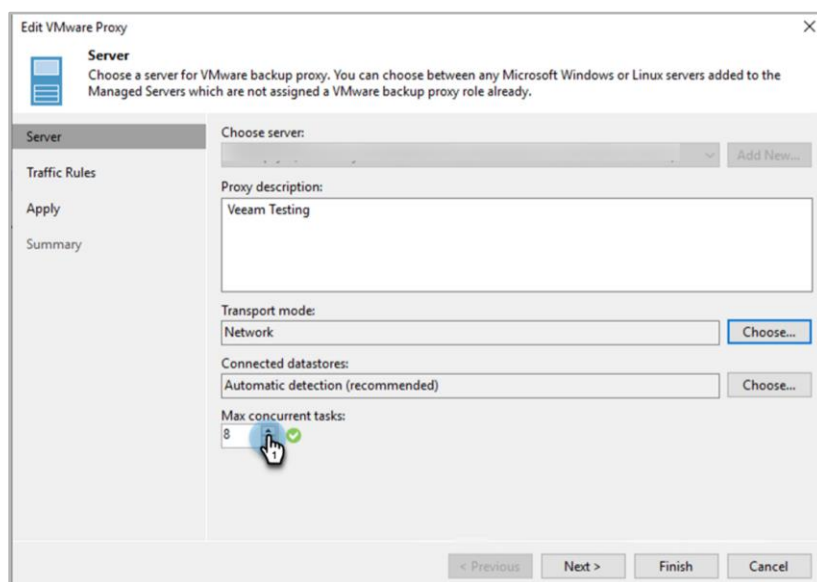 Edit VMware Proxy
Server
Choose a server for VMware backup proxy. You can choose between any Microsoft Windows or Linux servers added to the
Managed Servers which are not assigned a VMware backup proxy role already.
Server
Traffic Rules
Apply
Summary
Choose server:
Add New...
Proxy description:
Veeam Testing
Transport mode:
Network
Choose...
Connected datastores:
Automatic detection (recommended)
Choose...
Max concurrent tasks:
8
1
< Previous
Next >
Finish
Cancel